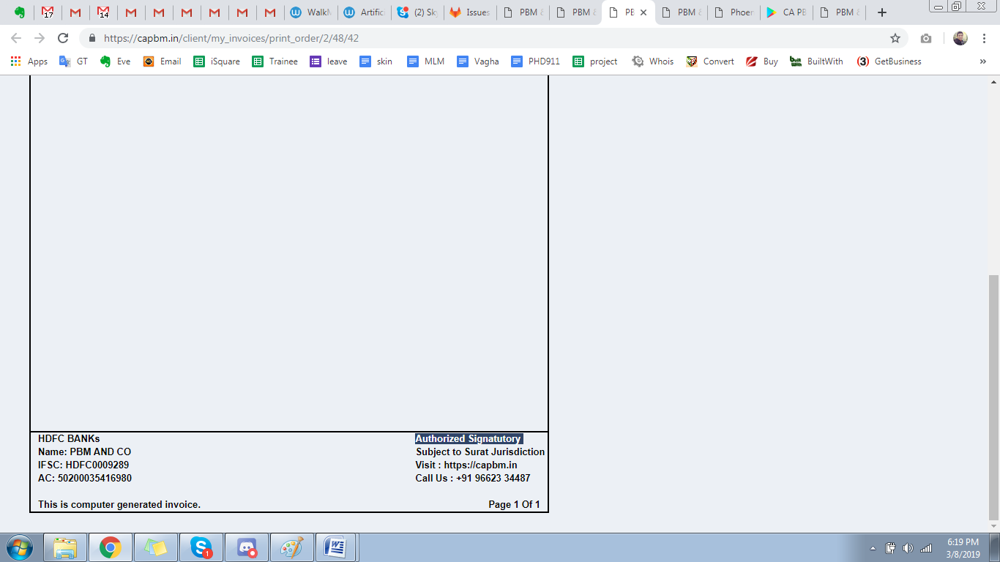 17
14
WalkM
Artific
(2) Sk
Issues
PBM &
PBM &
PB
PBM &
Phoen
CA PB
PBM &
https://capbm.in/client/my_invoices/print_order/2/48/42
Apps GT Eve Email iSquare Trainee leave skin MLM Vagha PHD911 project Whois Convert Buy BuiltWith GetBusiness »
HDFC BANKs
Name: PBM AND CO
IFSC: HDFC0009289
AC: 50200035416980
This is computer generated invoice.
Authorized Signatutory
Subject to Surat Jurisdiction
Visit : https://capbm.in
Call Us : +91 96623 34487
Page 1 Of 1
1
6:19 PM
3/8/2019